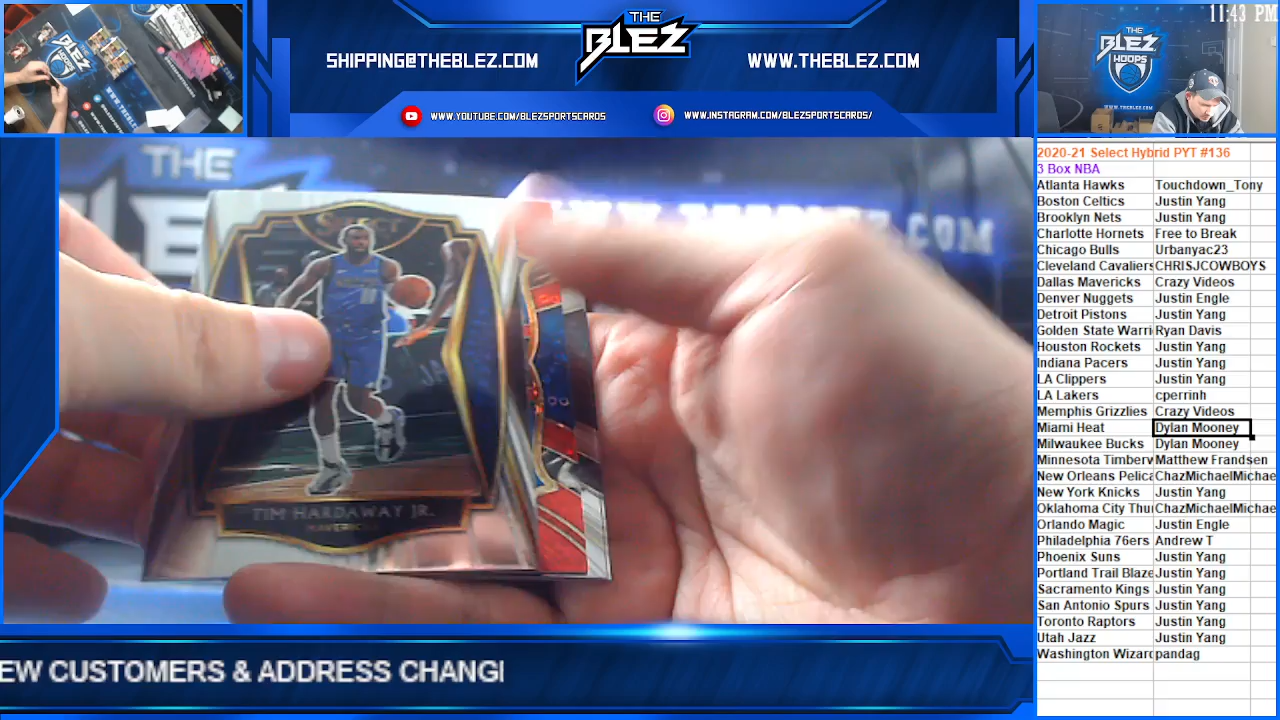 11:43 PM
THE
BLEZ
SHIPPING@THEBLEZ.COM
WWW.THEBLEZ.COM
WWW.YOUTUBE.COM/BLEZSPORTSCARDS
WWW.INSTAGRAM.COM/BLEZSPORTSCARDS/
THE
BLEZ
HOOPS
THE
TIM HARDAWAY JR.
MAVERICKS
2020-21 Select Hybrid PYT #136
3 Box NBA
Atlanta Hawks Touchdown_Tony
Boston Celtics Justin Yang
Brooklyn Nets Justin Yang
Charlotte Hornets Free to Break
Chicago Bulls Urbanyac23
Cleveland Cavaliers CHRISJCOWBOYS
Dallas Mavericks Crazy Videos
Denver Nuggets Justin Engle
Detroit Pistons Justin Yang
Golden State Warri Ryan Davis
Houston Rockets Justin Yang
Indiana Pacers Justin Yang
LA Clippers Justin Yang
LA Lakers cperrinh
Memphis Grizzlies Crazy Videos
Miami Heat Dylan Mooney
Milwaukee Bucks Dylan Mooney
Minnesota Timberv Matthew Frandsen
New Orleans Pelica ChazMichaelMichae
New York Knicks Justin Yang
Oklahoma City Thu ChazMichaelMichae
Orlando Magic Justin Engle
Philadelphia 76ers Andrew T
Phoenix Suns Justin Yang
Portland Trail Blaze Justin Yang
Sacramento Kings Justin Yang
San Antonio Spurs Justin Yang
Toronto Raptors Justin Yang
Utah Jazz Justin Yang
Washington Wizard pandag
EW CUSTOMERS & ADDRESS CHANGI